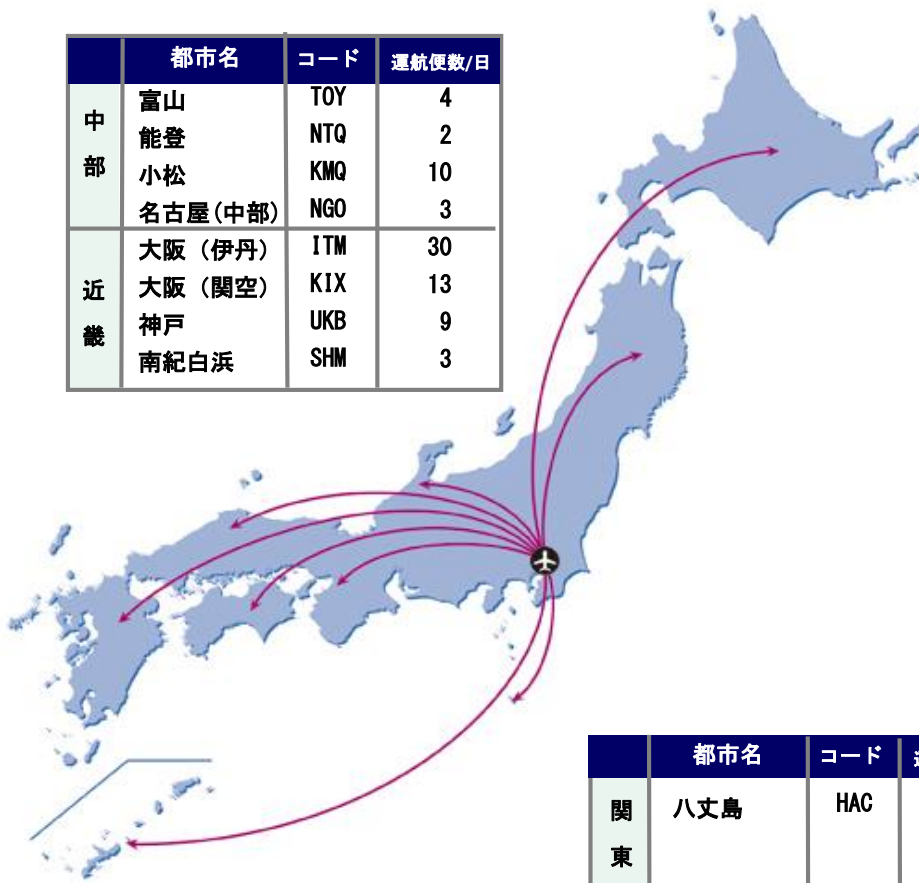 都市名 コード 運航便数/日
中部
富山 TOY 4
能登 NTQ 2
小松 KMQ 10
名古屋(中部) NGO 3
近畿
大阪 (伊丹) ITM 30
大阪 (関空) KIX 13
神戸 UKB 9
南紀白浜 SHM 3
都市名 コード
関東
八丈島 HAC